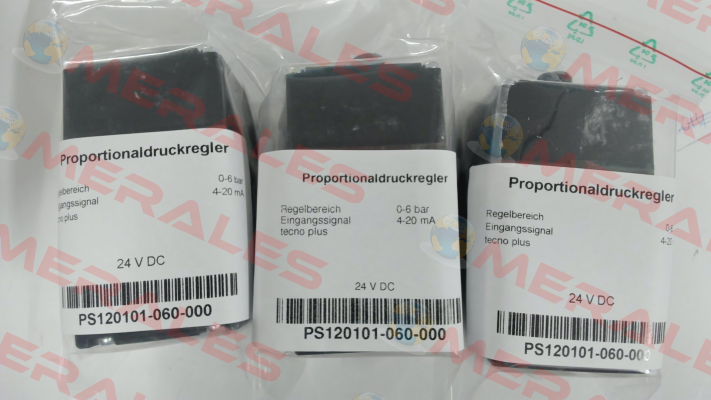 Proportionaldruckregler
0-6 bar
4-20 mA
tecno plus
24 V DC
PS120101-060-000
Proportionaldruckregler
Regelbereich 0-6 bar
Eingangssignal 4-20 mA
tecno plus
24 V DC
PS120101-060-000
Proportionaldruckregler
Regelbereich
Eingangssignal
tecno plus
24 V DC
PS120101-060-000
MERALES
MERALES
MERALES
MERALES
MERALES